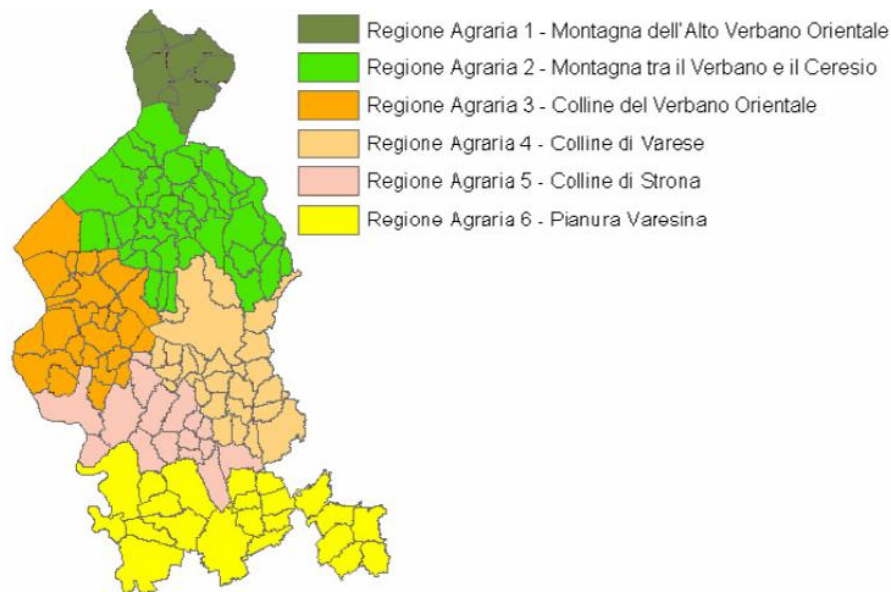 Regione Agraria 1 - Montagna dell'Alto Verbano Orientale
Regione Agraria 2 - Montagna tra il Verbano e il Ceresio
Regione Agraria 3 - Colline del Verbano Orientale
Regione Agraria 4 - Colline di Varese
Regione Agraria 5 - Colline di Strona
Regione Agraria 6 - Pianura Varesina